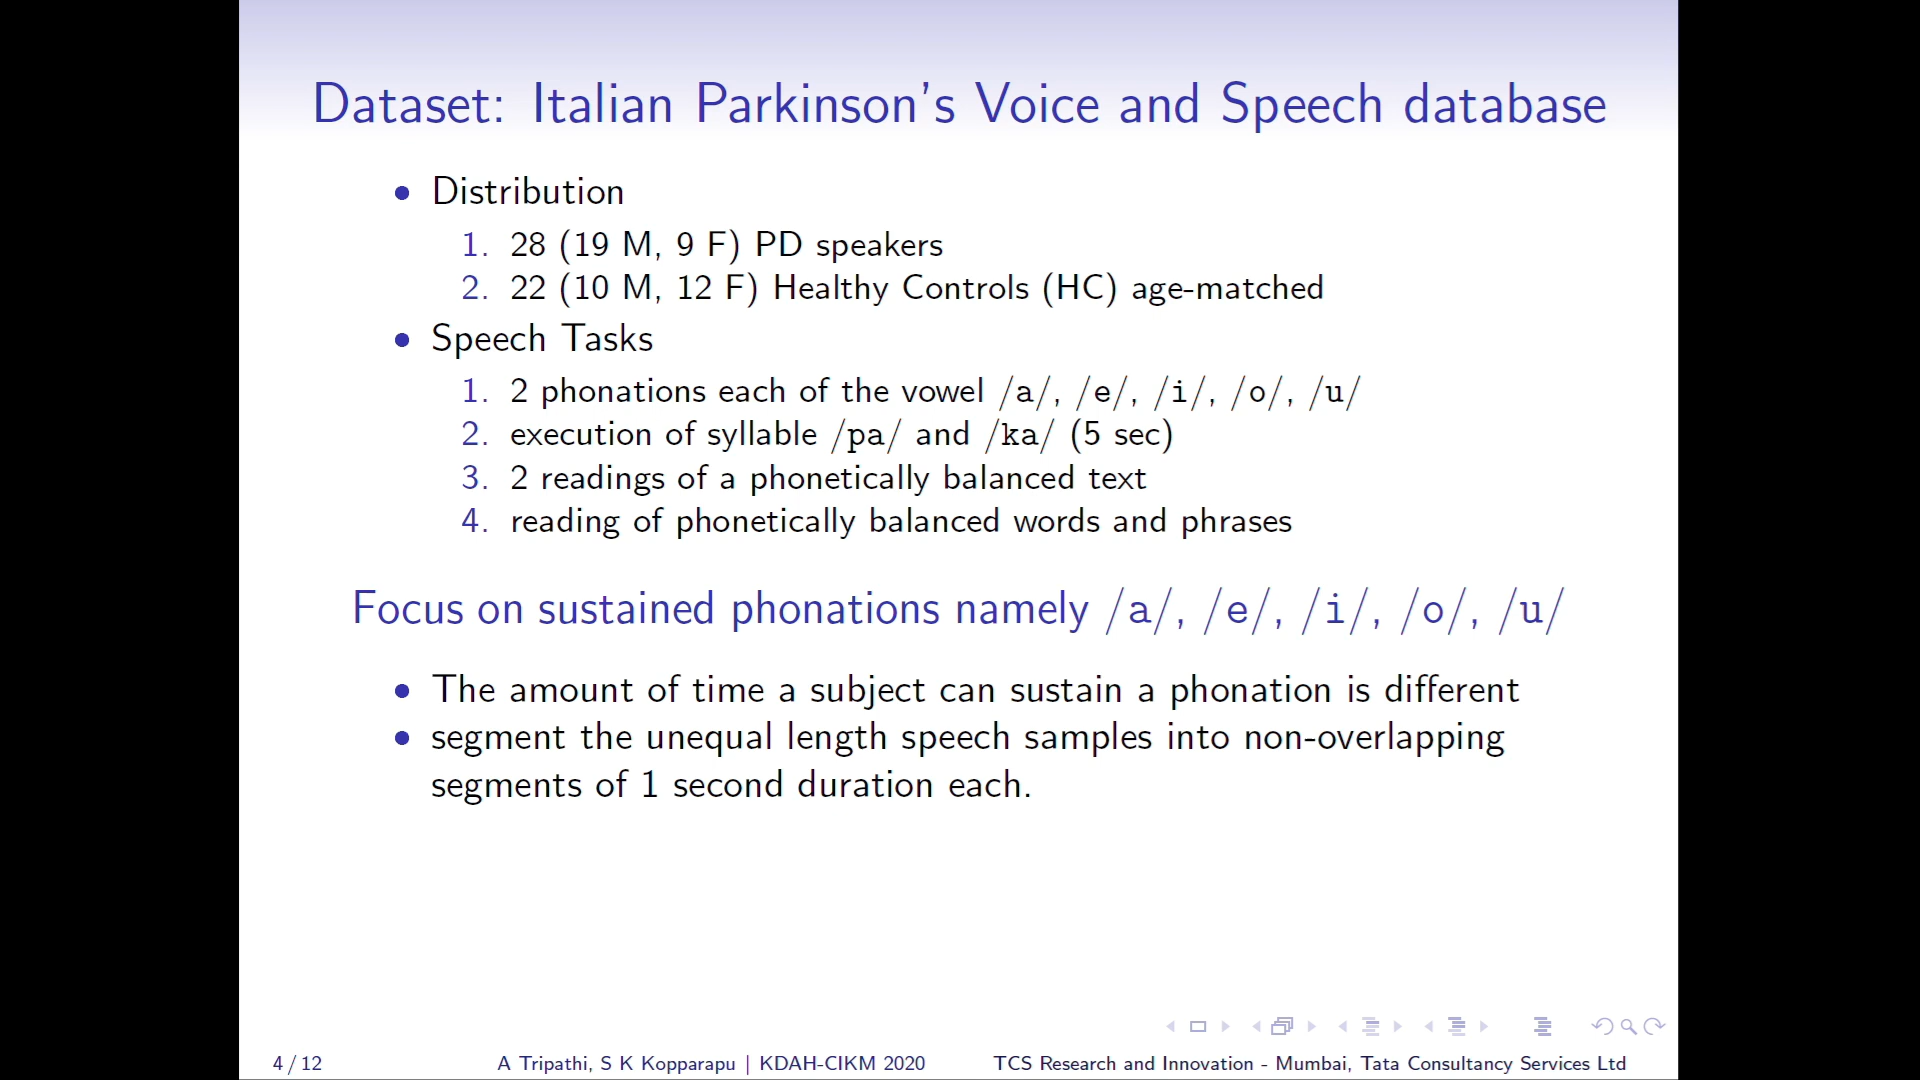 Dataset: Italian Parkinson's Voice and Speech database
• Distribution
1. 28 (19 M, 9 F) PD speakers
2. 22 (10 M, 12 F) Healthy Controls (HC) age-matched
• Speech Tasks
1. 2 phonations each of the vowel /a/, /e/, /i/, /o/, /u/
2. execution of syllable /pa/ and /ka/ (5 sec)
3. 2 readings of a phonetically balanced text
4. reading of phonetically balanced words and phrases
Focus on sustained phonations namely /a/, /e/, /i/, /o/, /u/
• The amount of time a subject can sustain a phonation is different
• segment the unequal length speech samples into non-overlapping
segments of 1 second duration each.
4 / 12 A Tripathi, S K Kopparapu | KDAH-CIKM 2020 TCS Research and Innovation - Mumbai, Tata Consultancy Services Ltd